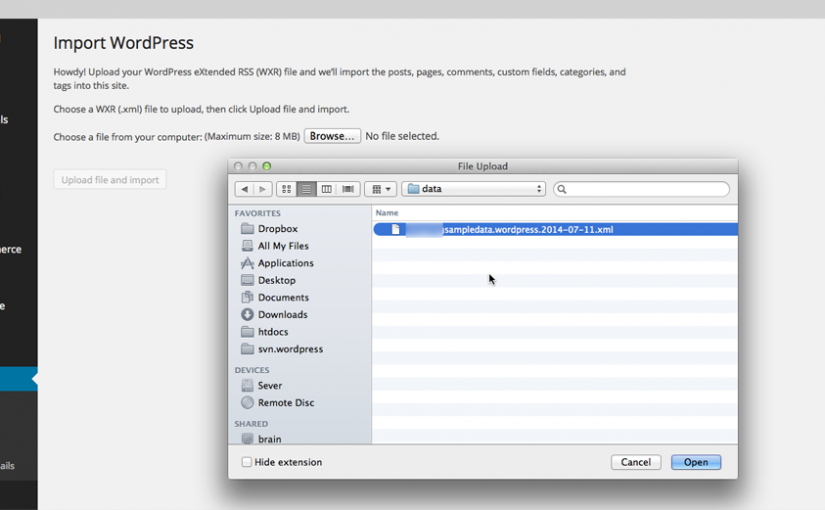 Import WordPress
Howdy! Upload your WordPress eXtended RSS (WXR) file and we'll import the posts, pages, comments, custom fields, categories, and
tags into this site.
Choose a WXR (.xml) file to upload, then click Upload file and import.
Choose a file from your computer: (Maximum size: 8 MB) Browse... No file selected.
Upload file and import
File Upload
data
FAVORITES
Name
Dropbox
sampledata.wordpress.2014-07-11.xml
All My Files
Applications
Desktop
Documents
Downloads
htdocs
svn.wordpress
DEVICES
Sever
Remote Disc
SHARED
brain
Hide extension
Cancel
Open
ls
erce
e
ails